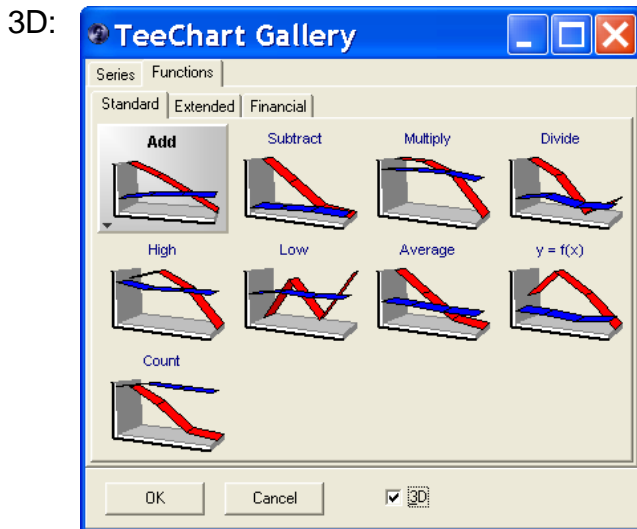 3D:
TeeChart Gallery
Series Functions
Standard Extended Financial
Add Subtract Multiply Divide
High Low Average y = f(x)
Count
OK Cancel 3D